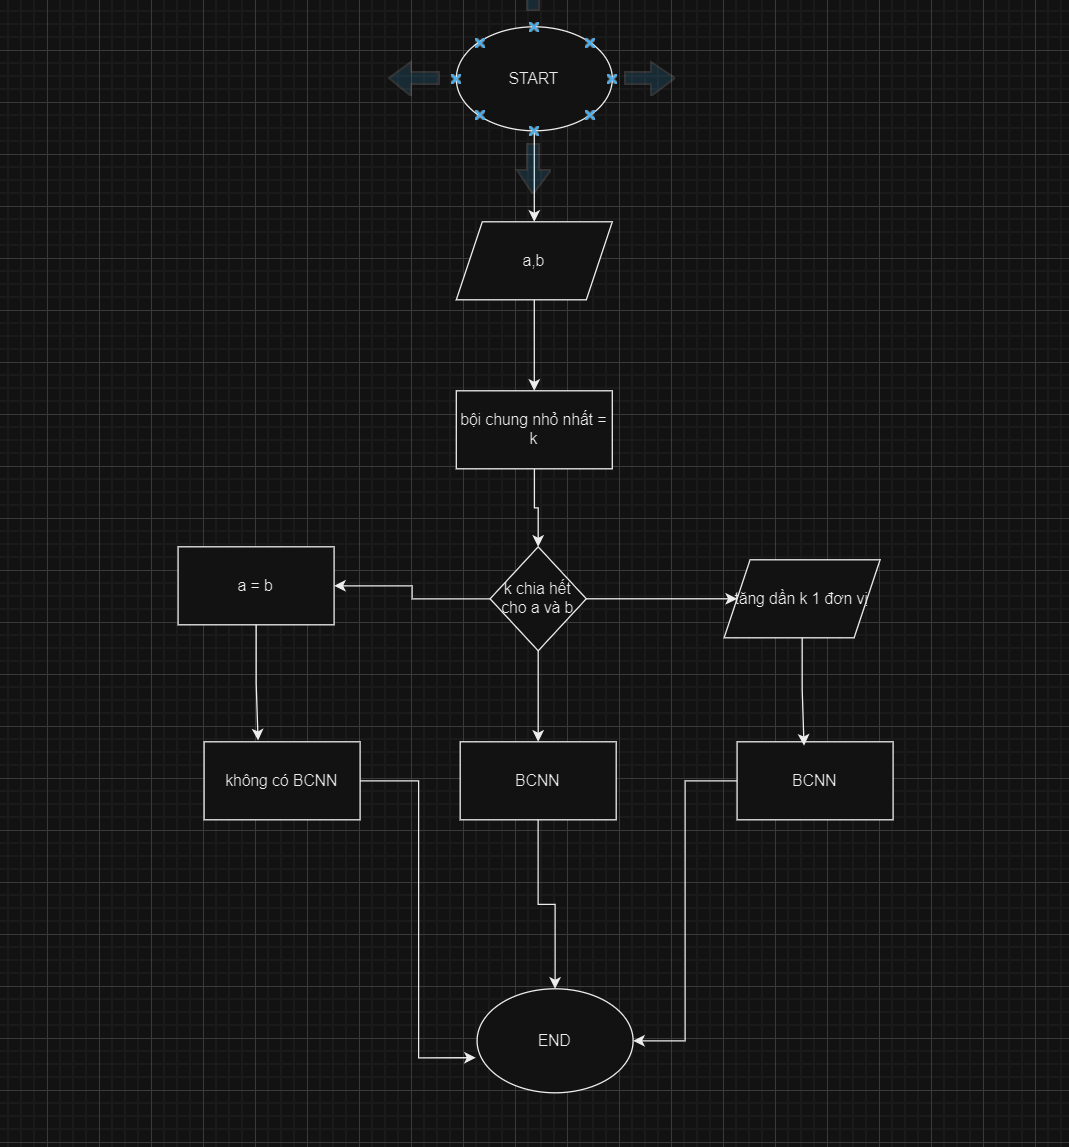 START
a,b
bội chung nhỏ nhất =
k
a = b
k chia hết
cho a và b
tăng dần k 1 đơn vị
không có BCNN
BCNN
BCNN
END